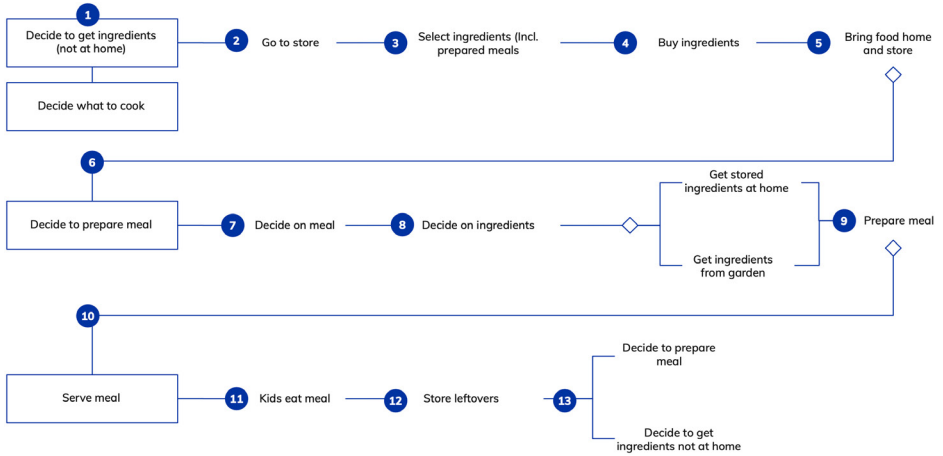 1
Decide to get ingredients
(not at home)
2
Go to store
3
Select ingredients (Incl.
prepared meals
4
Buy ingredients
5
Bring food home
and store
Decide what to cook
6
Decide to prepare meal
7
Decide on meal
8
Decide on ingredients
Get stored
ingredients at home
Get ingredients
from garden
9
Prepare meal
10
Serve meal
11
Kids eat meal
12
Store leftovers
13
Decide to prepare
meal
Decide to get
ingredients not at home